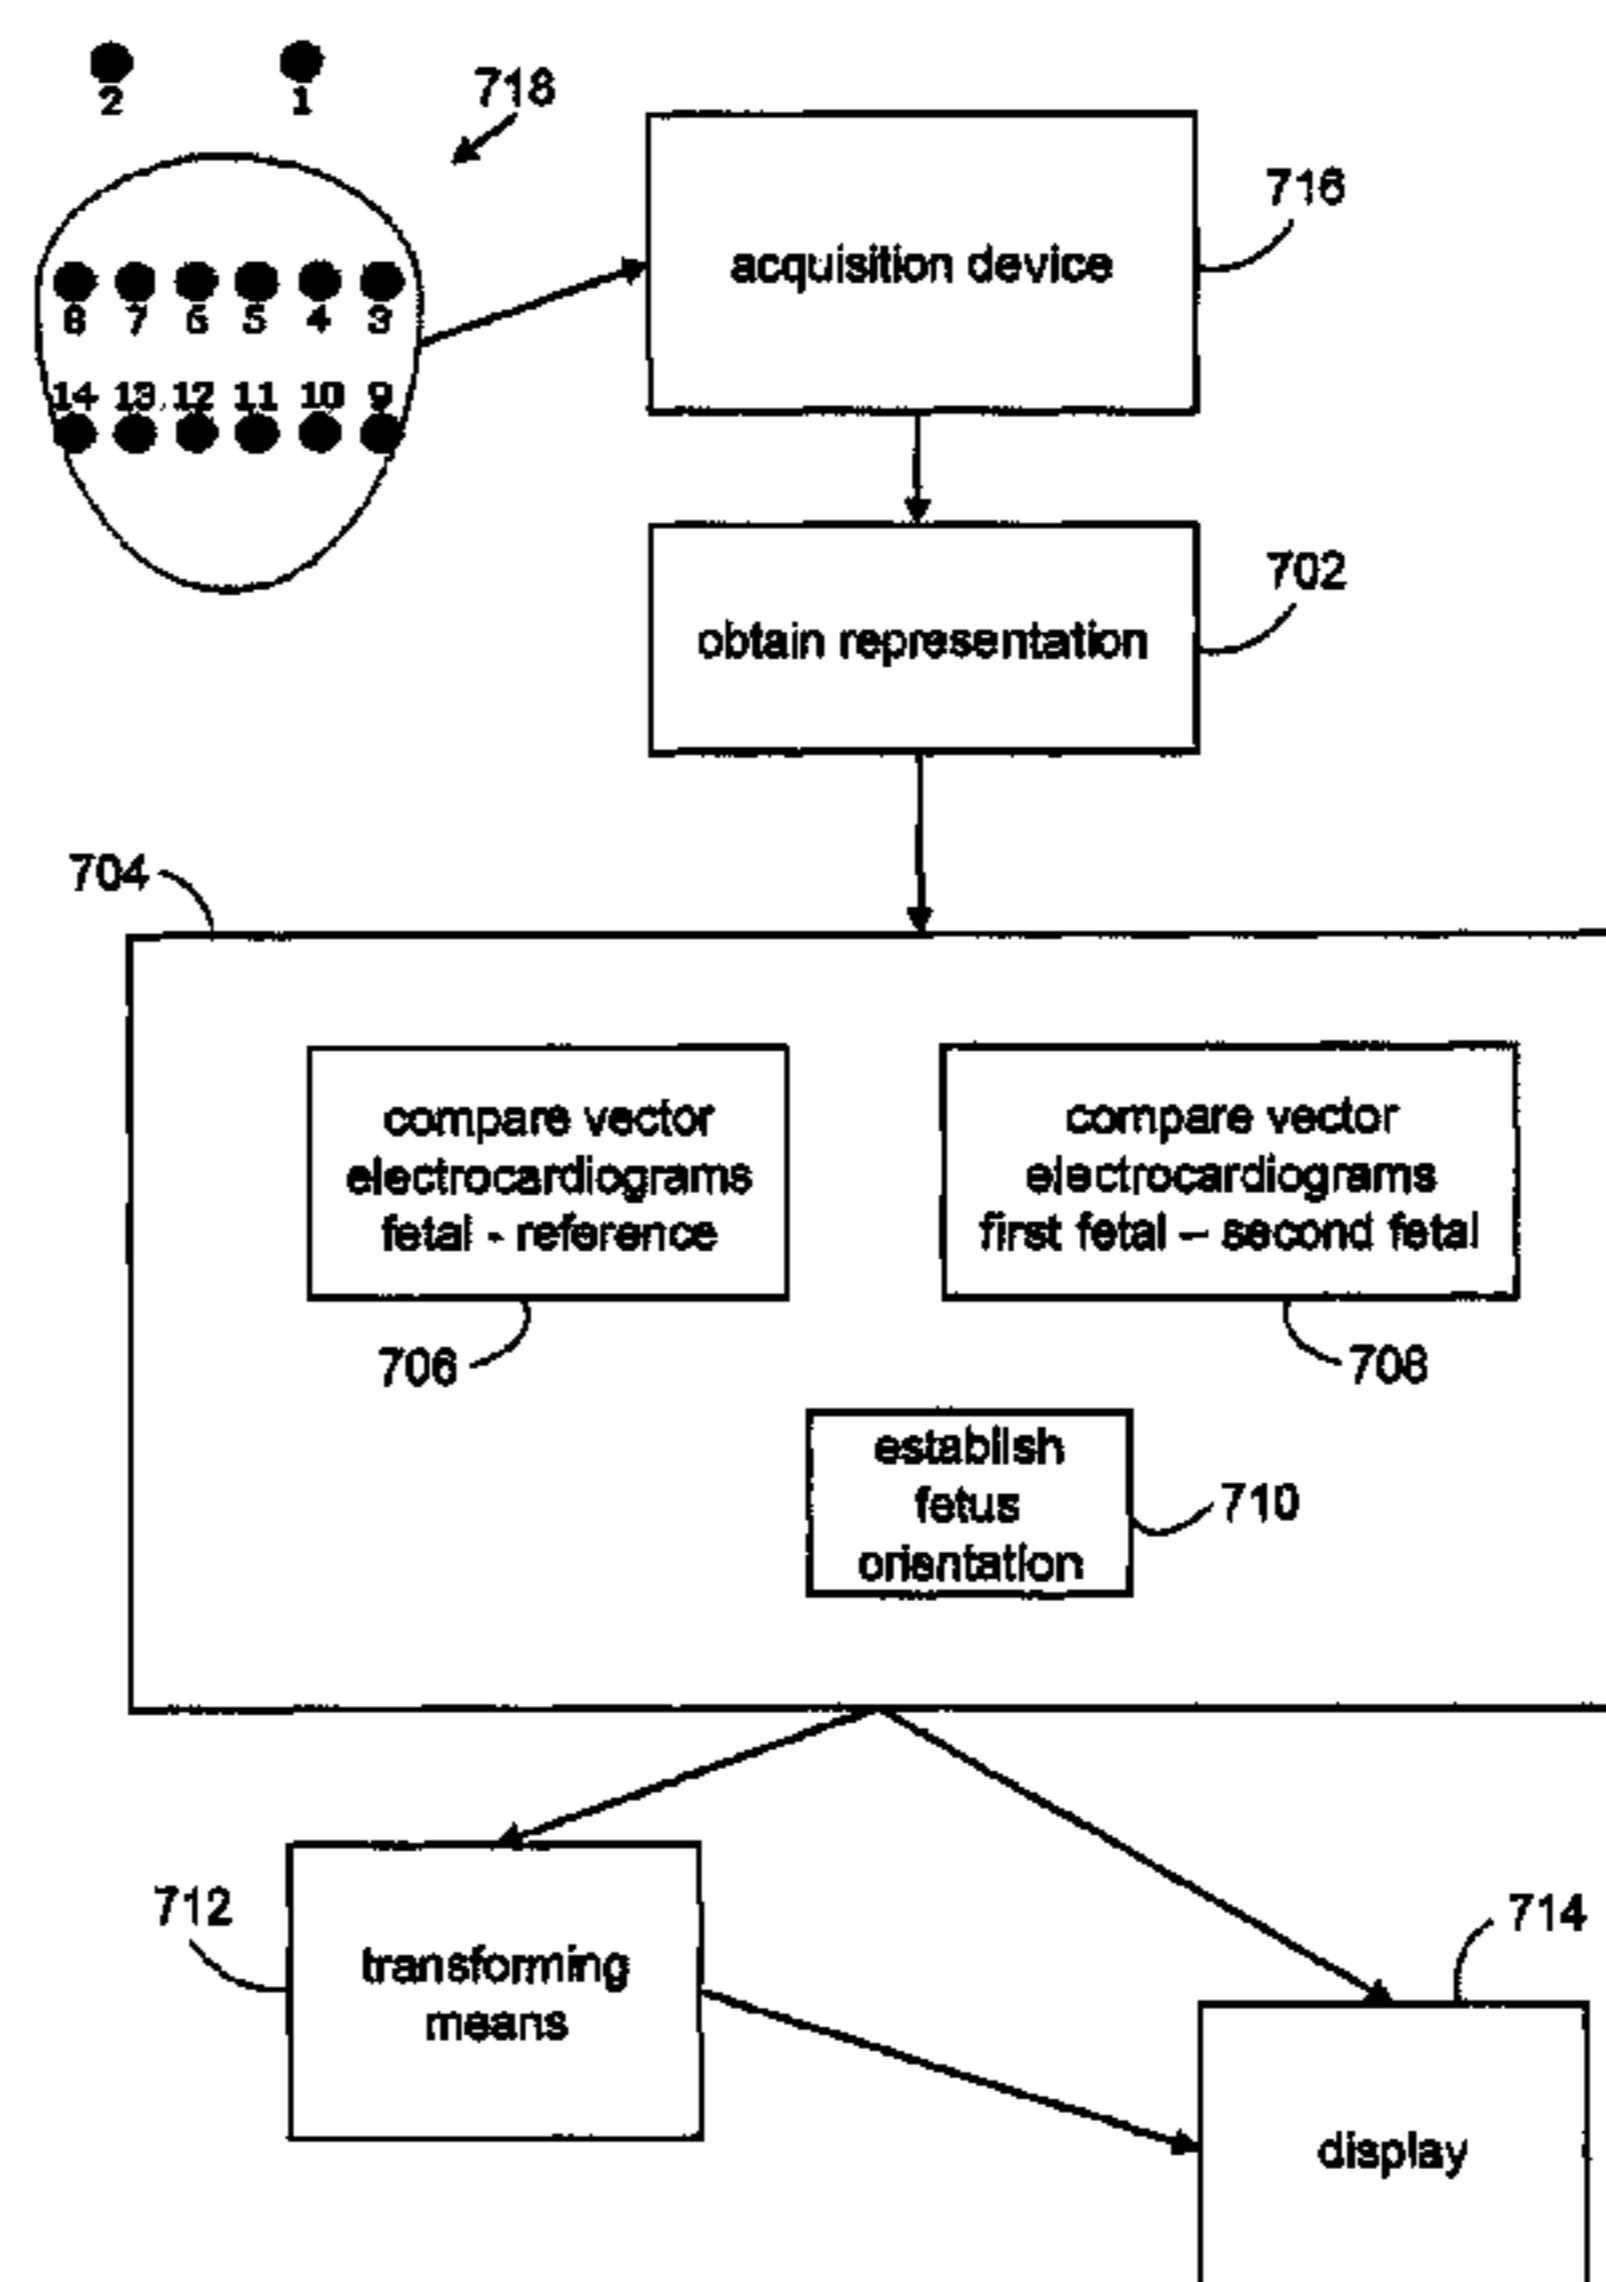 2 1
718
acquisition device
716
8 7 6 5 4 3
14 13 12 11 10 9
obtain representation
702
704
compare vector
electrocardiograms
fetal - reference
706
compare vector
electrocardiograms
first fetal – second fetal
708
establish
fetus
orientation
710
712
transforming
means
714
display